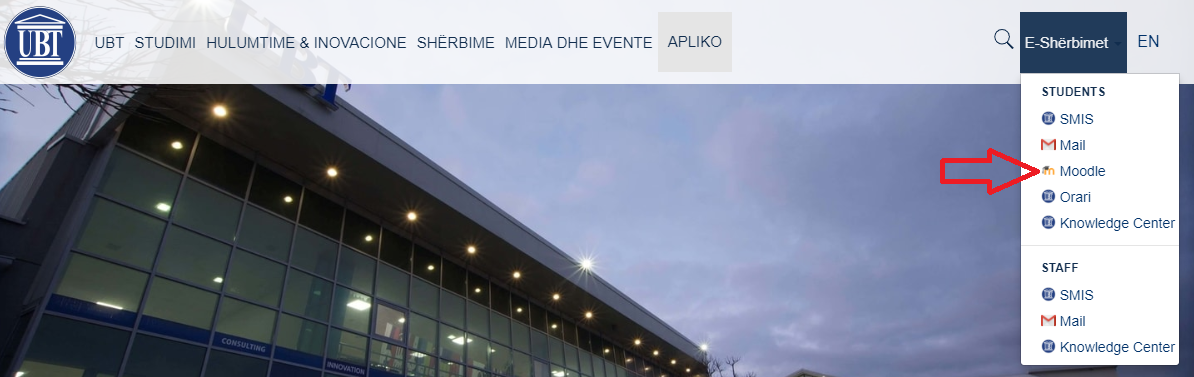 UBT
UBT STUDIMI HULUMTIME & INOVACIONE SHËRBIME MEDIA DHE EVENTE APLIKO
E-Shërbimet EN
STUDENTS
SMIS
Mail
Moodle
Orari
Knowledge Center
STAFF
SMIS
Mail
Knowledge Center
CONSULTING
INNOVATION